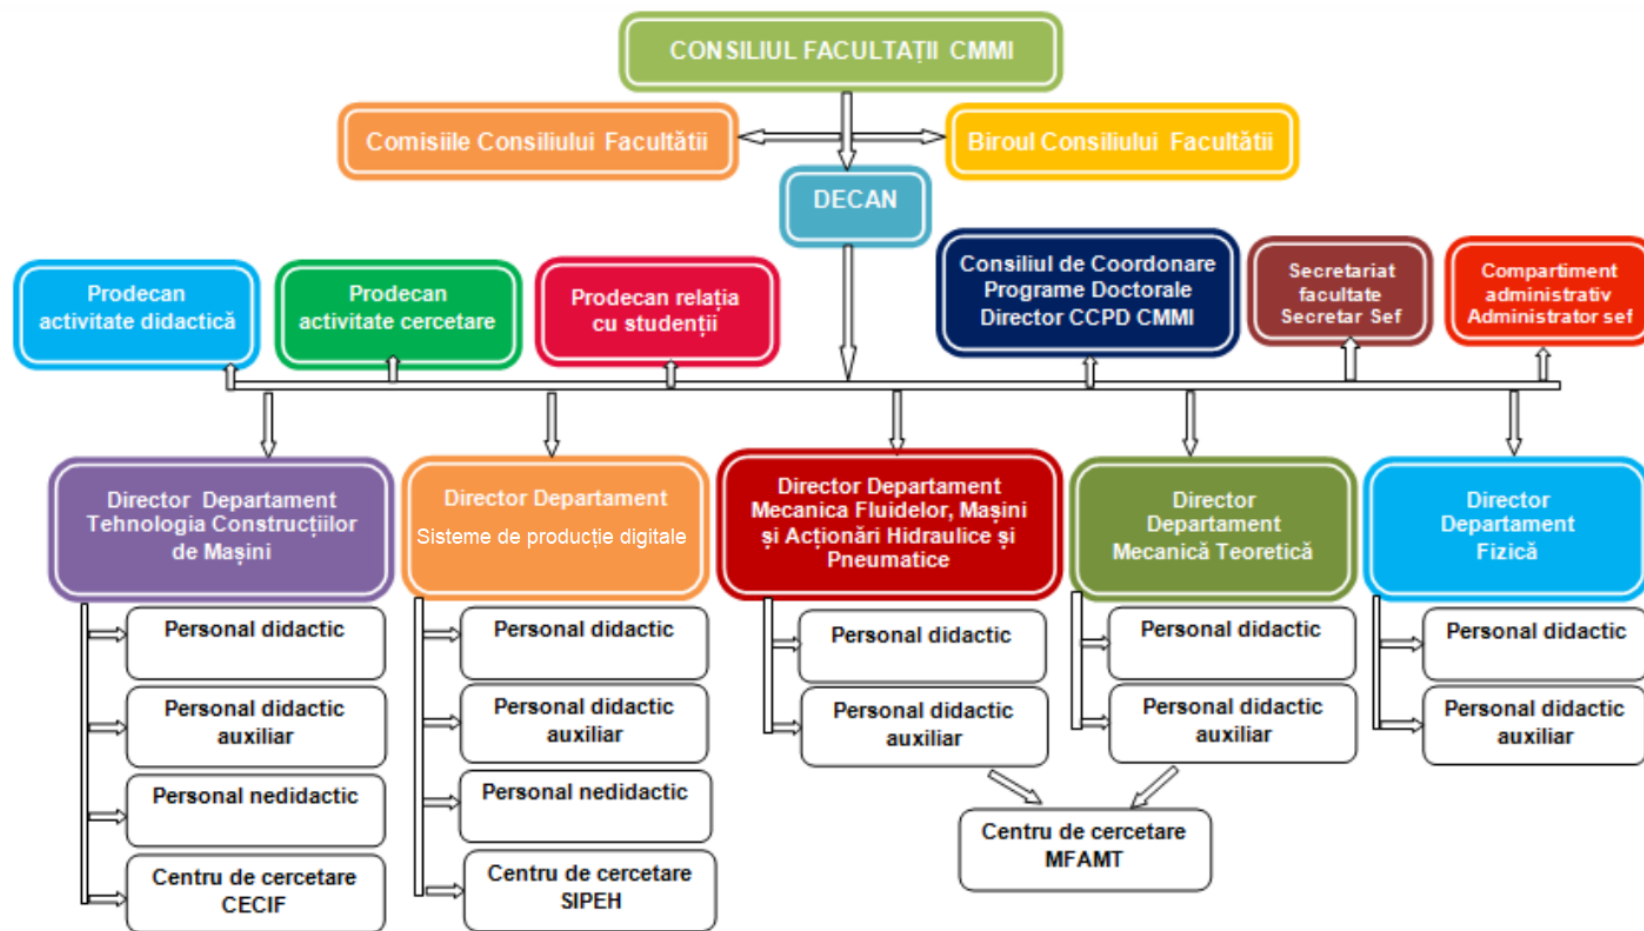 CONSILIUL FACULTAȚII CMMI
Comisiile Consiliului Facultătii
Biroul Consiliului Facultătii
DECAN
Prodecan
activitate didactică
Prodecan
activitate cercetare
Prodecan relația
cu studenții
Consiliul de Coordonare
Programe Doctorale
Director CCPD CMMI
Secretariat
facultate
Secretar Sef
Compartiment
administrativ
Administrator sef
Director Departament
Tehnologia Construcțiilor
de Mașini
Director Departament
Sisteme de producție digitale
Director Departament
Mecanica Fluidelor, Mașini
și Acționări Hidraulice și
Pneumatice
Director
Departament
Mecanică Teoretică
Director
Departament
Fizică
Personal didactic
Personal didactic
auxiliar
Personal nedidactic
Centru de cercetare
CECIF
Personal didactic
Personal didactic
auxiliar
Personal nedidactic
Centru de cercetare
SIPEH
Personal didactic
Personal didactic
auxiliar
Personal didactic
Personal didactic
auxiliar
Centru de cercetare
MFAMT
Personal didactic
Personal didactic
auxiliar